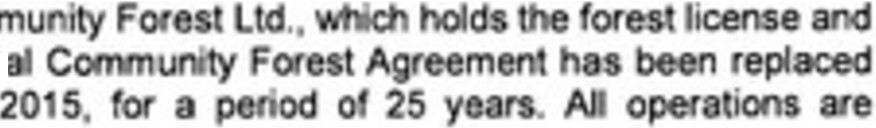 munity Forest Ltd., which holds the forest license and
al Community Forest Agreement has been replaced
2015, for a period of 25 years. All operations are